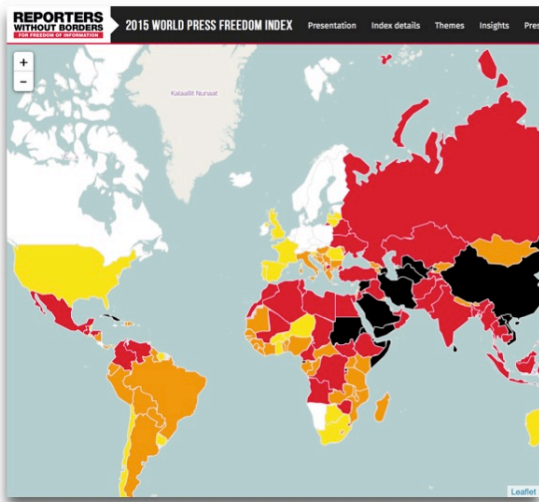 REPORTERS
WITHOUT BORDERS
FOR FREEDOM OF INFORMATION
2015 WORLD PRESS FREEDOM INDEX
Presentation
Index details
Themes
Insights
Pres
+
−
Kalaallit Nunaat
Leaflet